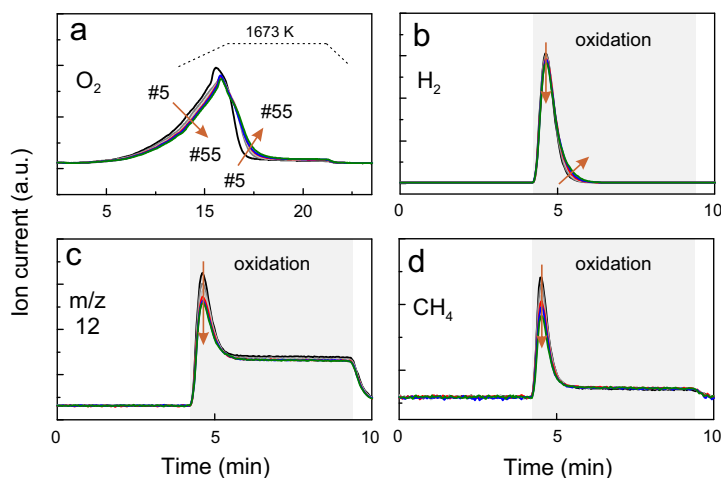 a
1673 K
O2
#5
#55
#55
#5
5
15
20
b
oxidation
H2
0
5
10
Ion current (a.u.)
c
oxidation
m/z
12
0
5
10
Time (min)
d
oxidation
CH4
0
5
10
Time (min)